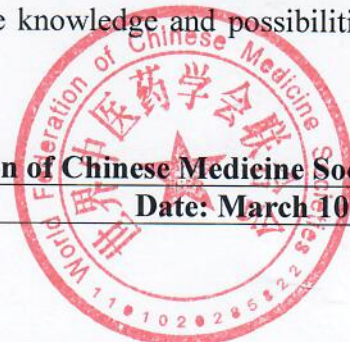 e knowledge and possibiliti
n of Chinese Medicine Soc
Date: March 10
World Federation of Chinese Medicine Societies
世界中医药学会联合会
1101020285822